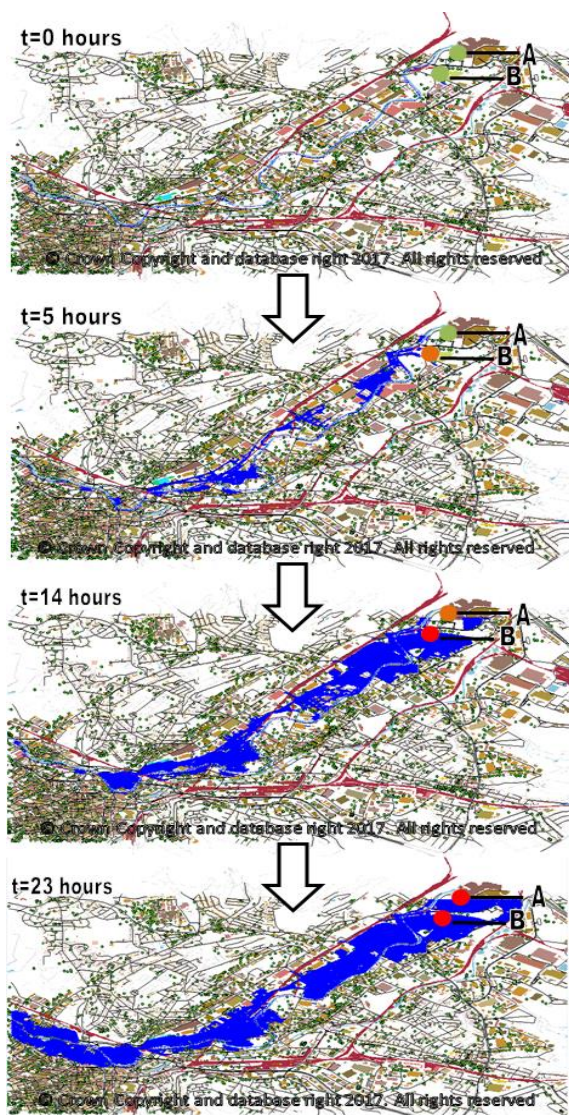 t=0 hours
A
B
© Crown Copyright and database right 2017. All rights reserved
t=5 hours
A
B
© Crown Copyright and database right 2017. All rights reserved
t=14 hours
A
B
© Crown Copyright and database right 2017. All rights reserved
t=23 hours
A
B
© Crown Copyright and database right 2017. All rights reserved